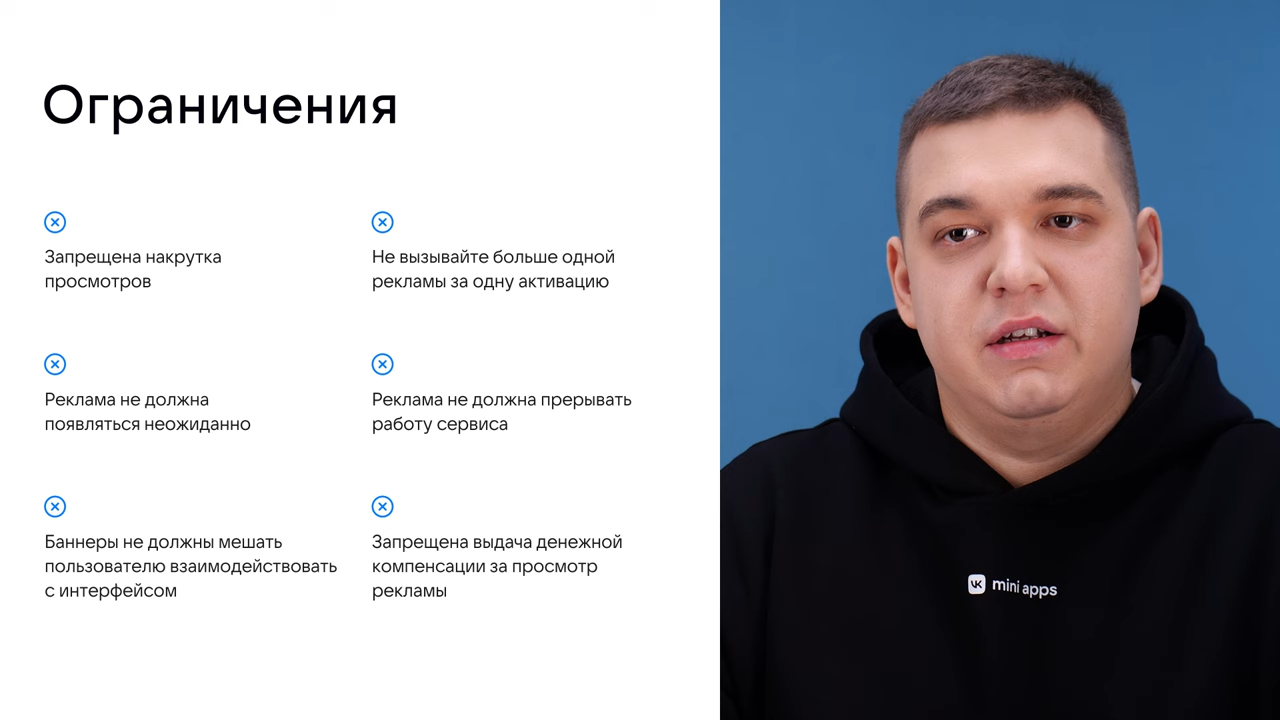 Ограничения
Запрещена накрутка
просмотров
Не вызывайте больше одной
рекламы за одну активацию
Реклама не должна
появляться неожиданно
Реклама не должна прерывать
работу сервиса
Баннеры не должны мешать
пользователю взаимодействовать
с интерфейсом
Запрещена выдача денежной
компенсации за просмотр
рекламы
VK mini apps